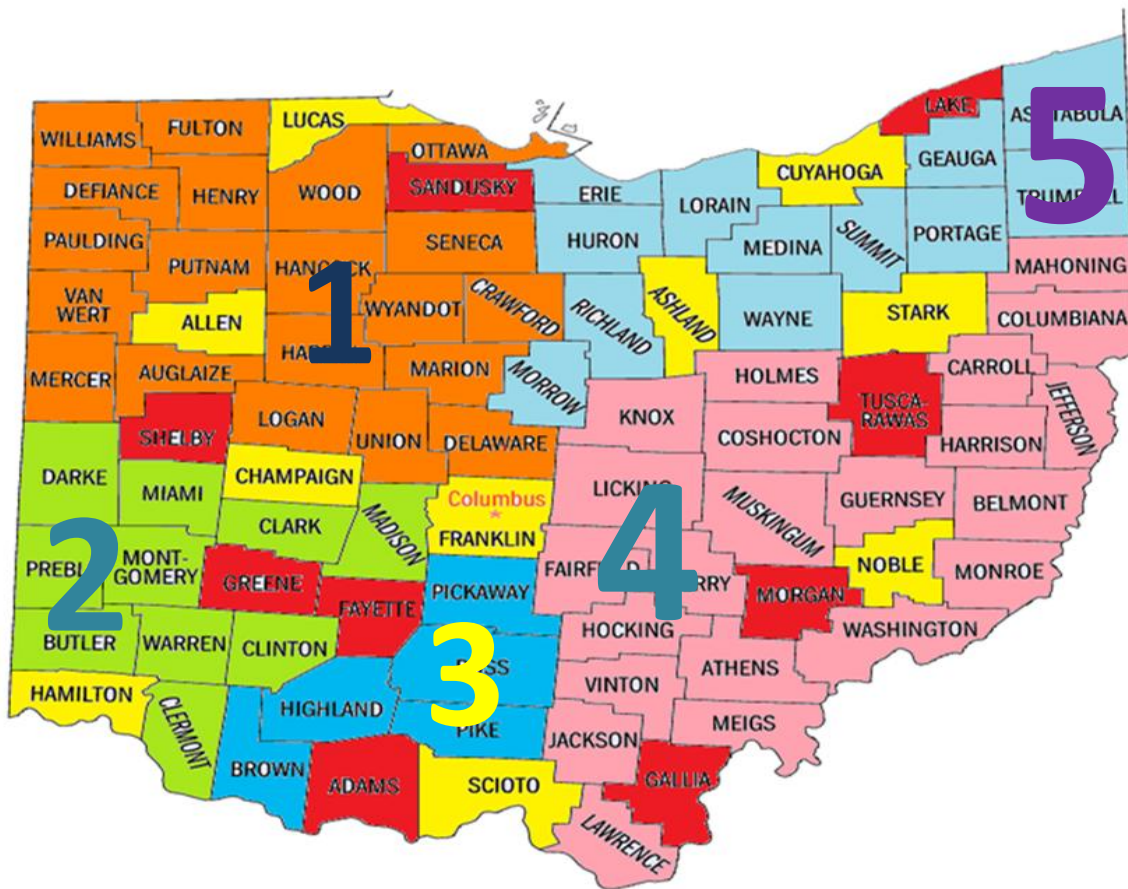 WILLIAMS
FULTON
LUCAS
OTTAWA
LAKE
ASHTABULA
5
DEFIANCE
HENRY
WOOD
SANDUSKY
ERIE
LORAIN
CUYAHOGA
GEAUGA
TRUMBULL
PAULDING
PUTNAM
HANCOCK
1
SENECA
HURON
MEDINA
SUMMIT
PORTAGE
MAHONING
VAN
WERT
ALLEN
WYANDOT
CRAWFORD
RICHLAND
ASHLAND
WAYNE
STARK
COLUMBIANA
MERCER
AUGLAIZE
MARION
MORROW
HOLMES
TUSCA-
RAWAS
CARROLL
JEFFERSON
SHELBY
LOGAN
UNION
DELAWARE
KNOX
COSHOCTON
HARRISON
DARKE
MIAMI
CHAMPAIGN
CLARK
MADISON
Columbus
*
FRANKLIN
LICKING
4
MUSKINGUM
GUERNSEY
BELMONT
PREBLE
2
MONT-
GOMERY
GREENE
FAYETTE
PICKAWAY
FAIRFIELD
MORGAN
NOBLE
MONROE
BUTLER
WARREN
CLINTON
3
ROSS
HOCKING
ATHENS
WASHINGTON
HAMILTON
CLERMONT
HIGHLAND
PIKE
VINTON
MEIGS
BROWN
ADAMS
SCIOTO
JACKSON
GALLIA
LAWRENCE